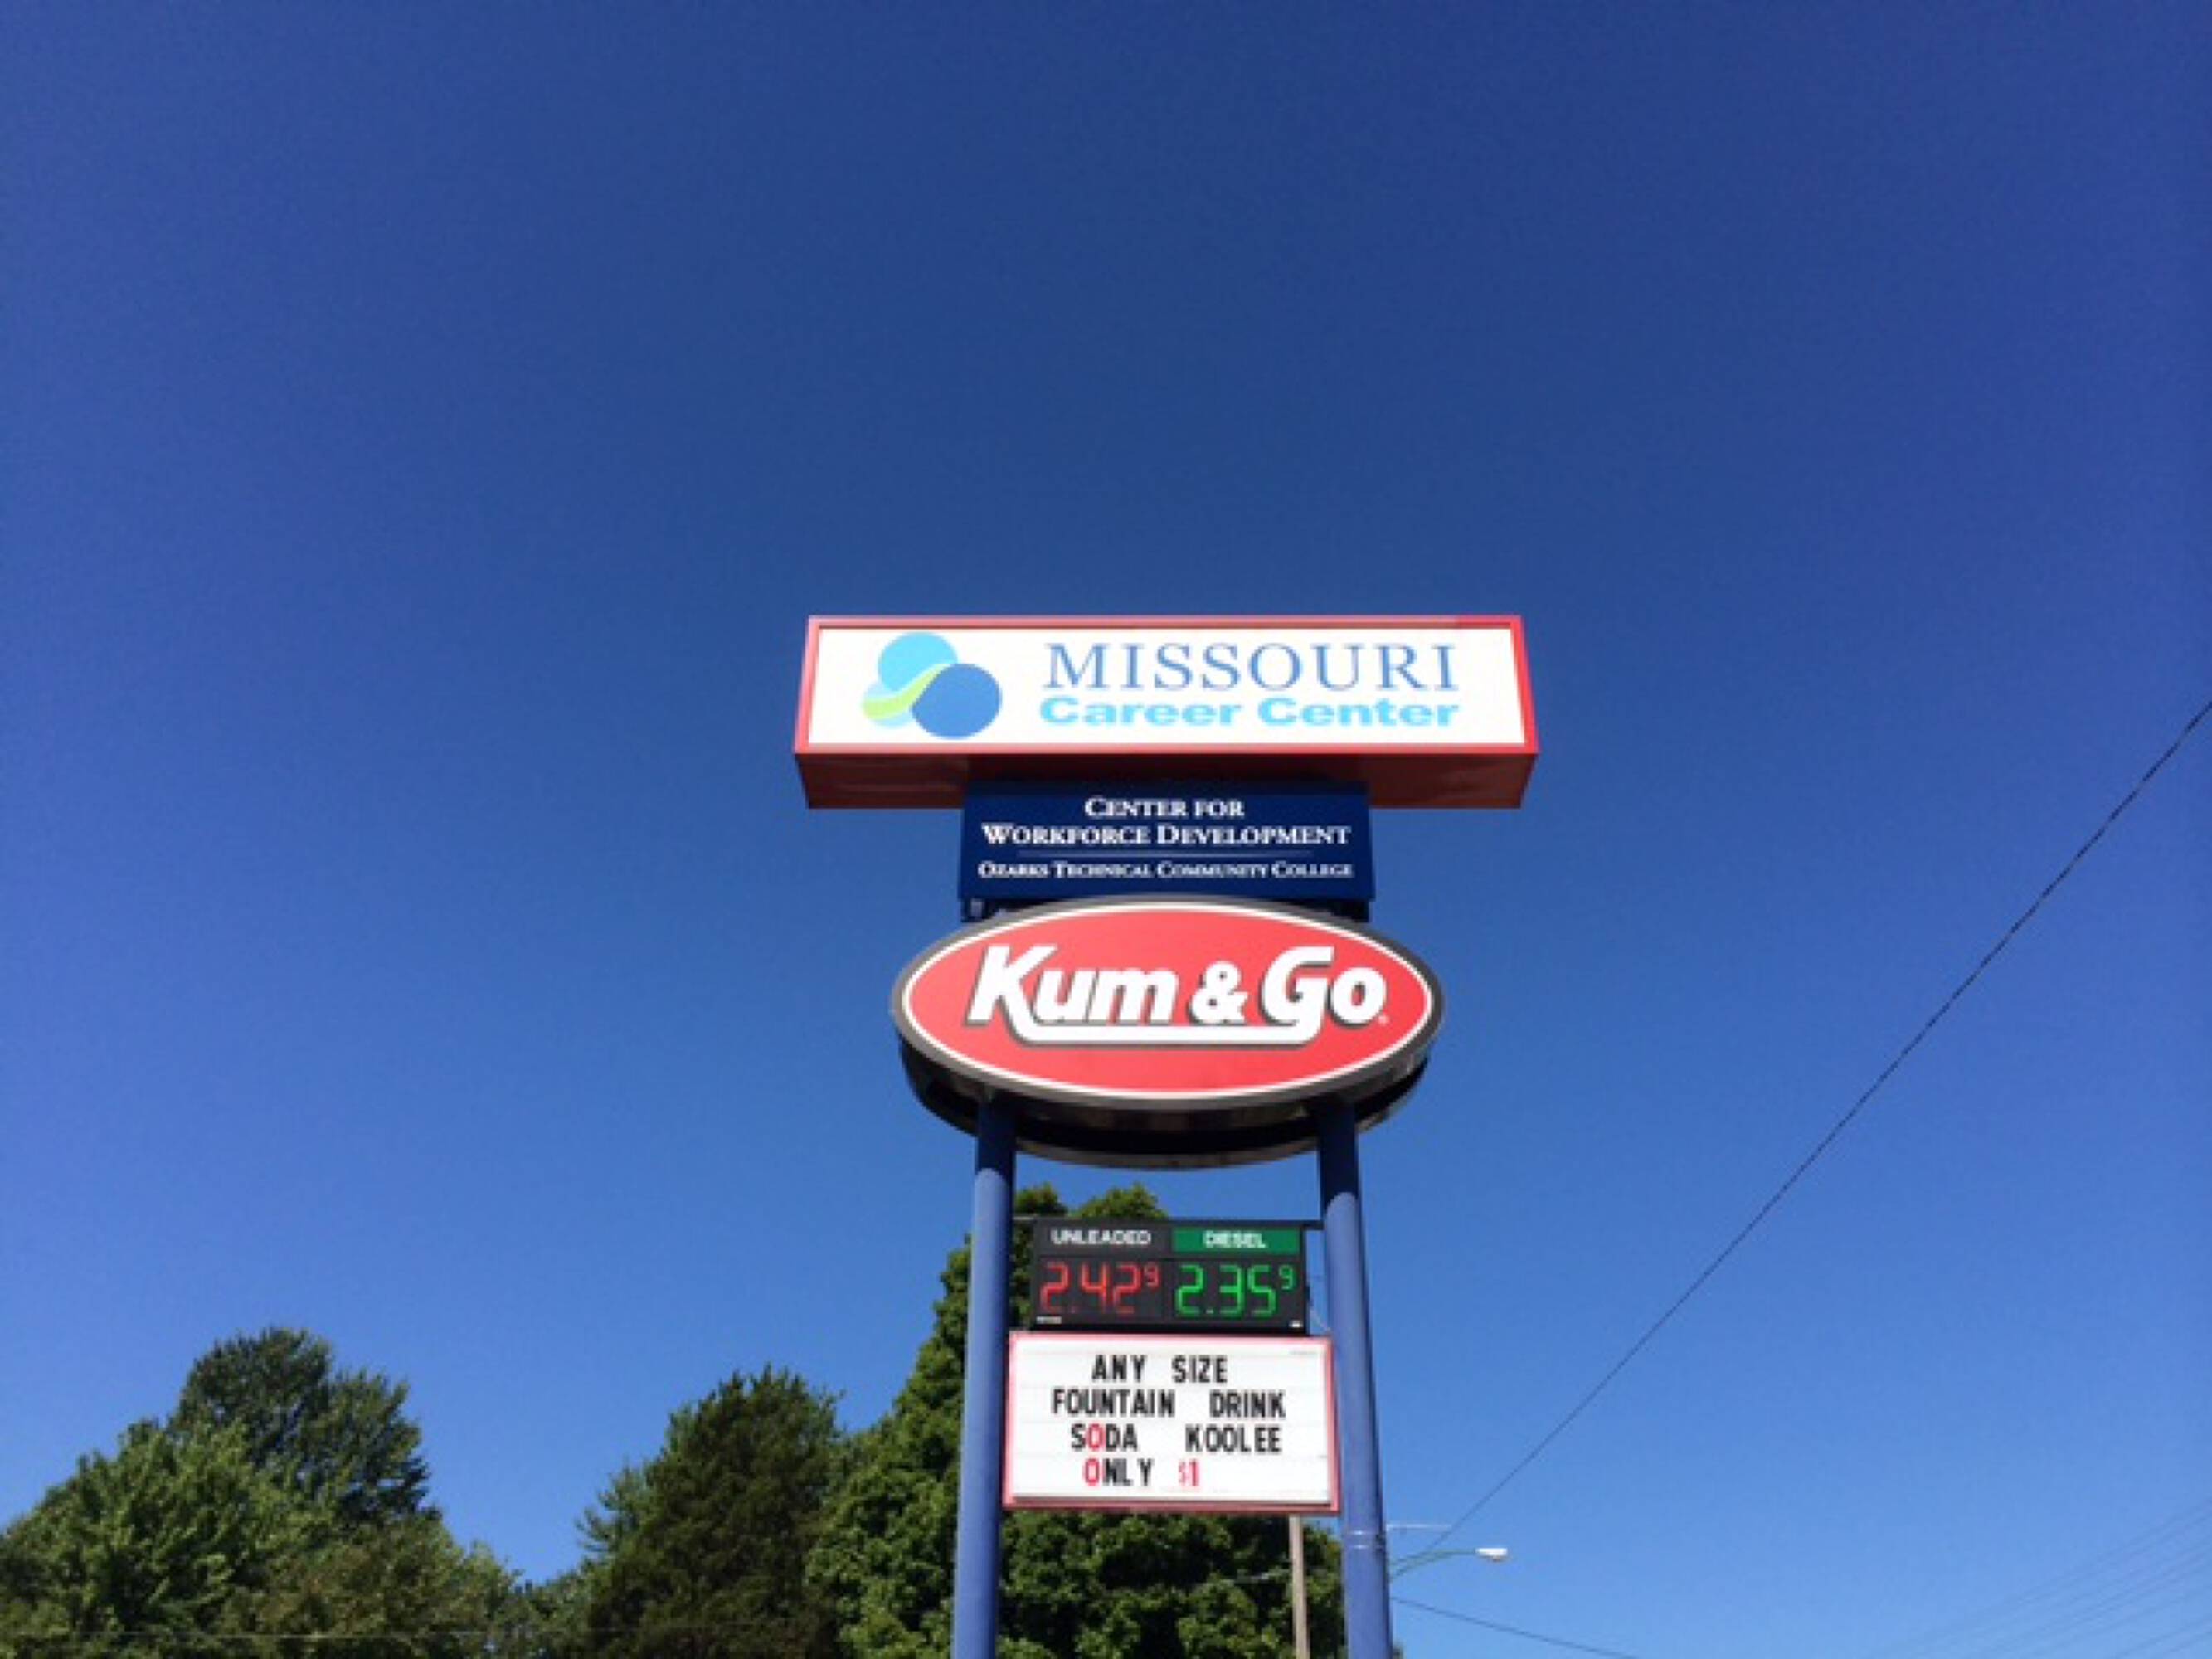 MISSOURI
Career Center
CENTER FOR
WORKFORCE DEVELOPMENT
OZARKS TECHNICAL COMMUNITY COLLEGE
Kum & Go
UNLEADED DIESEL
2.42⁹ 2.35⁹
ANY SIZE
FOUNTAIN DRINK
SODA KOOLEE
ONLY $1